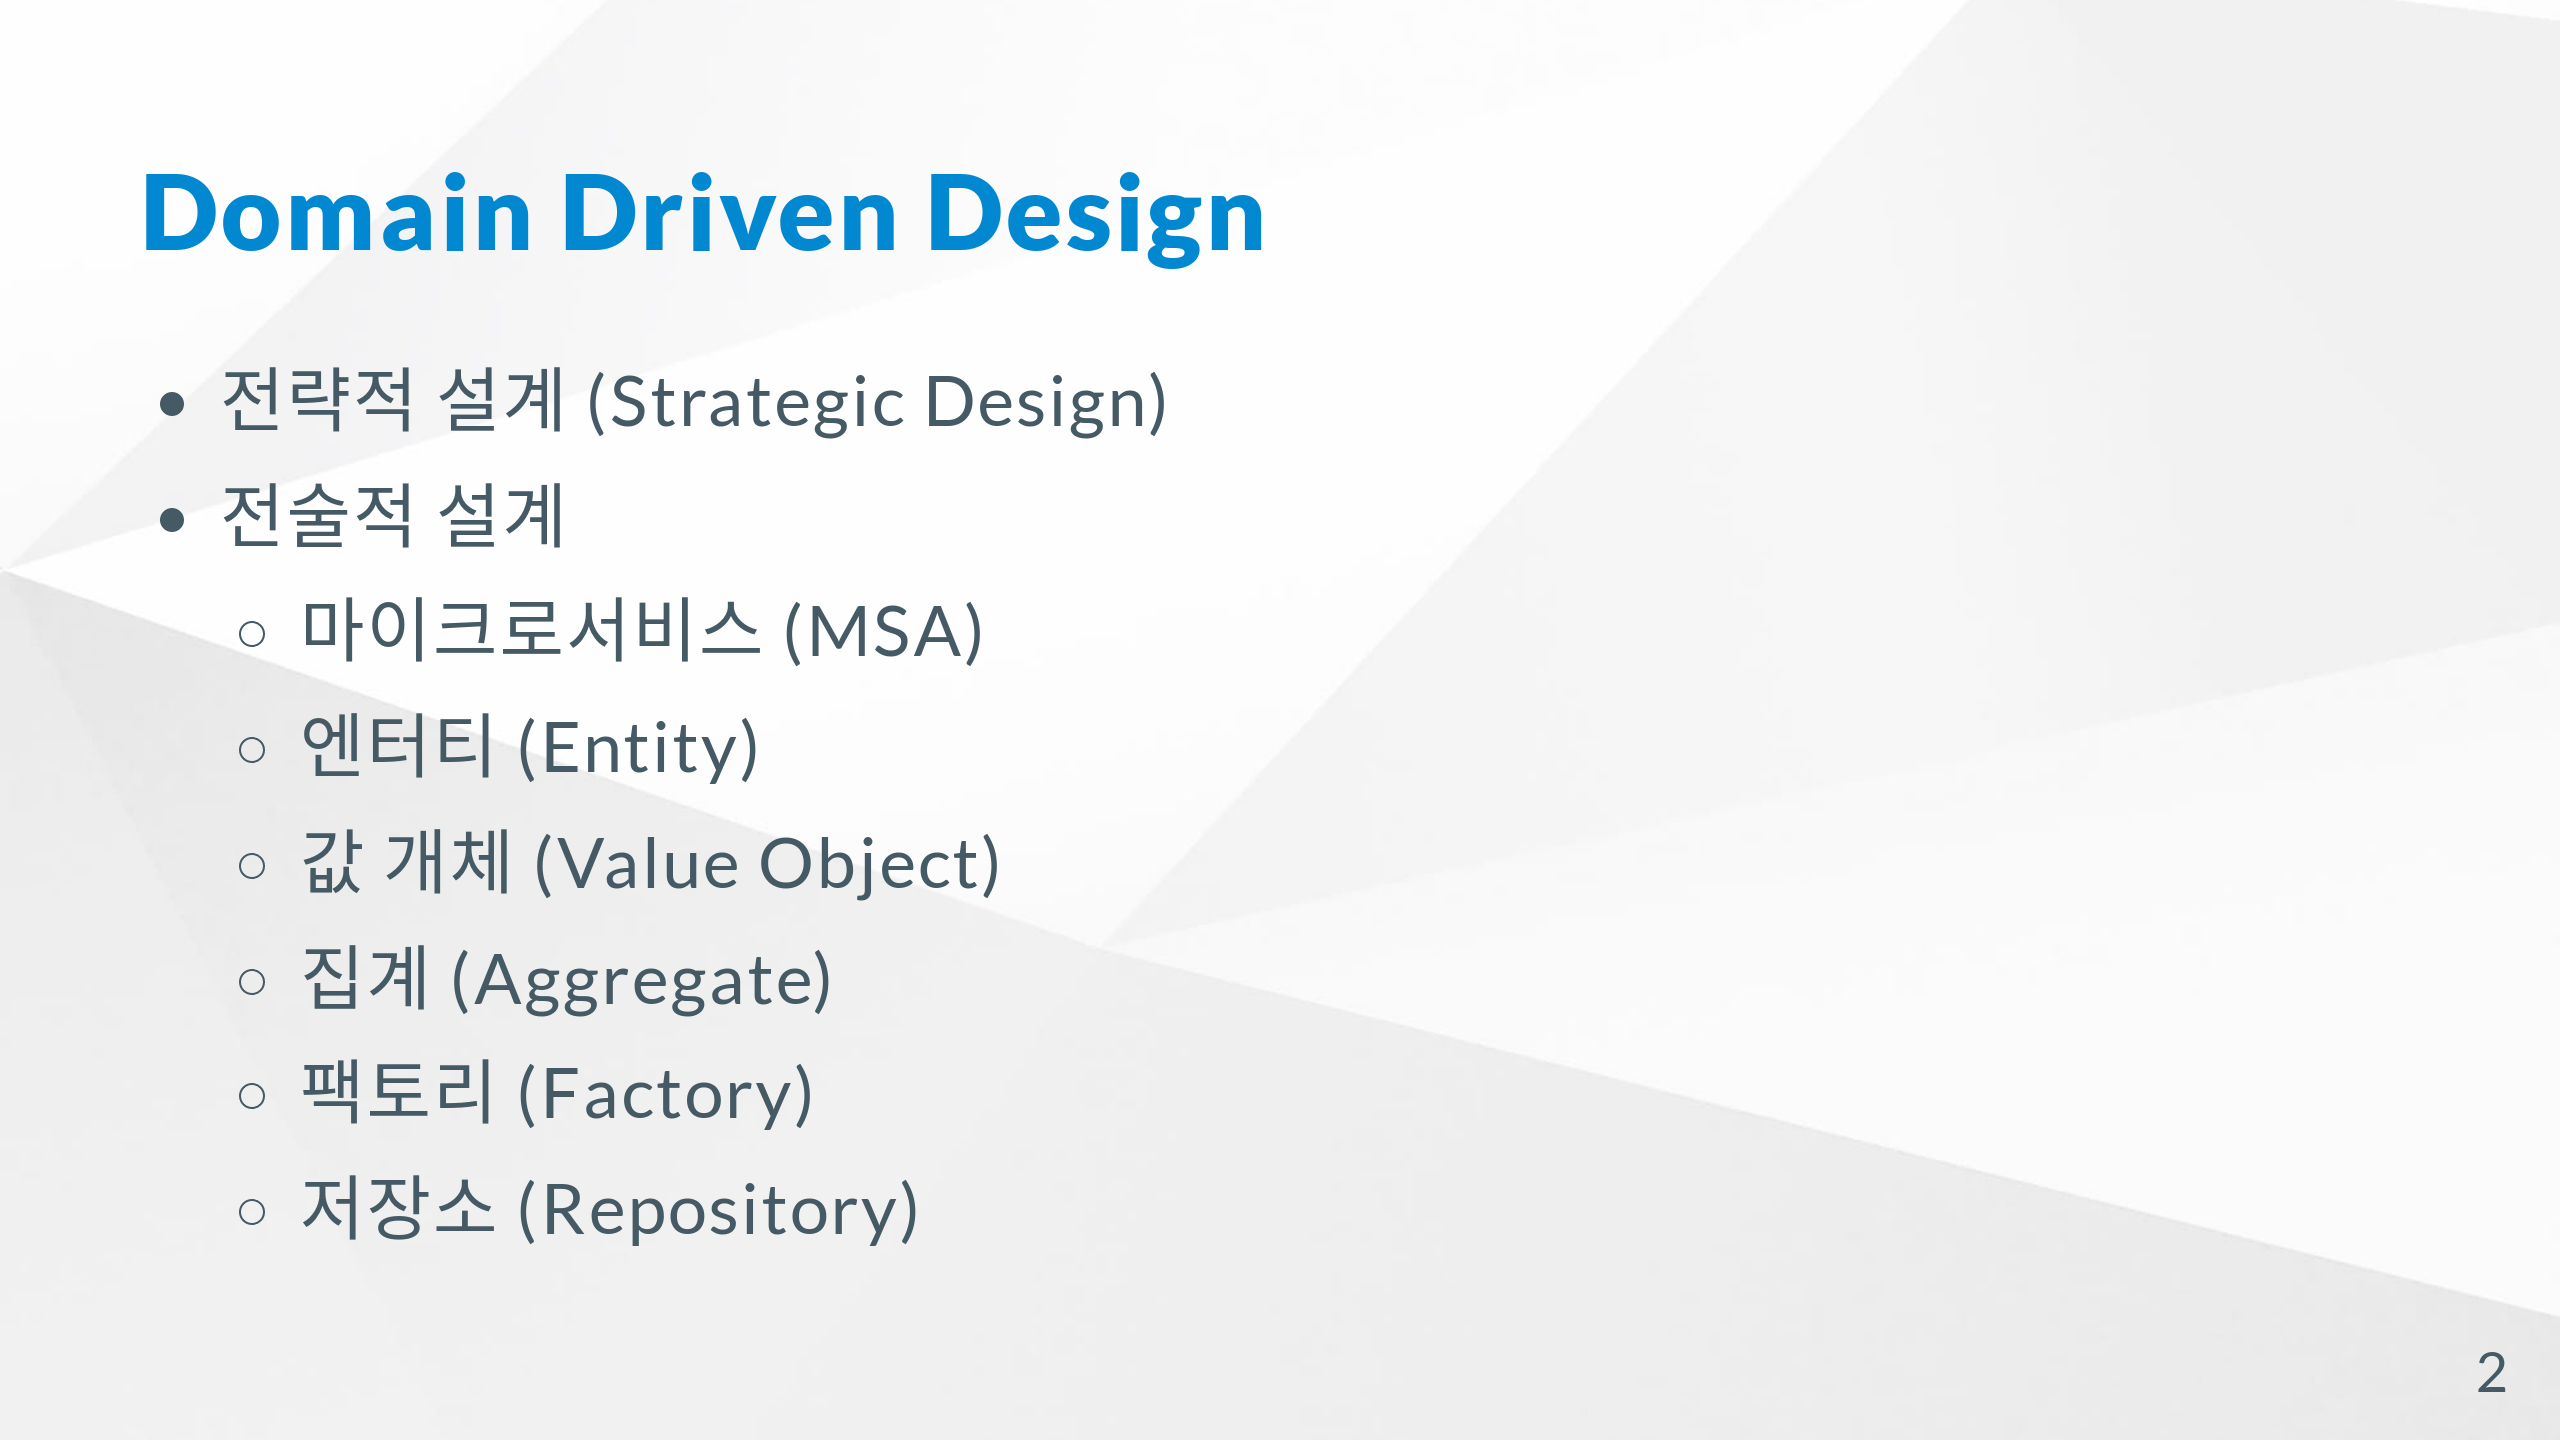 Domain Driven Design
• 전략적 설계 (Strategic Design)
• 전술적 설계
○ 마이크로서비스 (MSA)
○ 엔터티 (Entity)
○ 값 개체 (Value Object)
○ 집계 (Aggregate)
○ 팩토리 (Factory)
○ 저장소 (Repository)
2